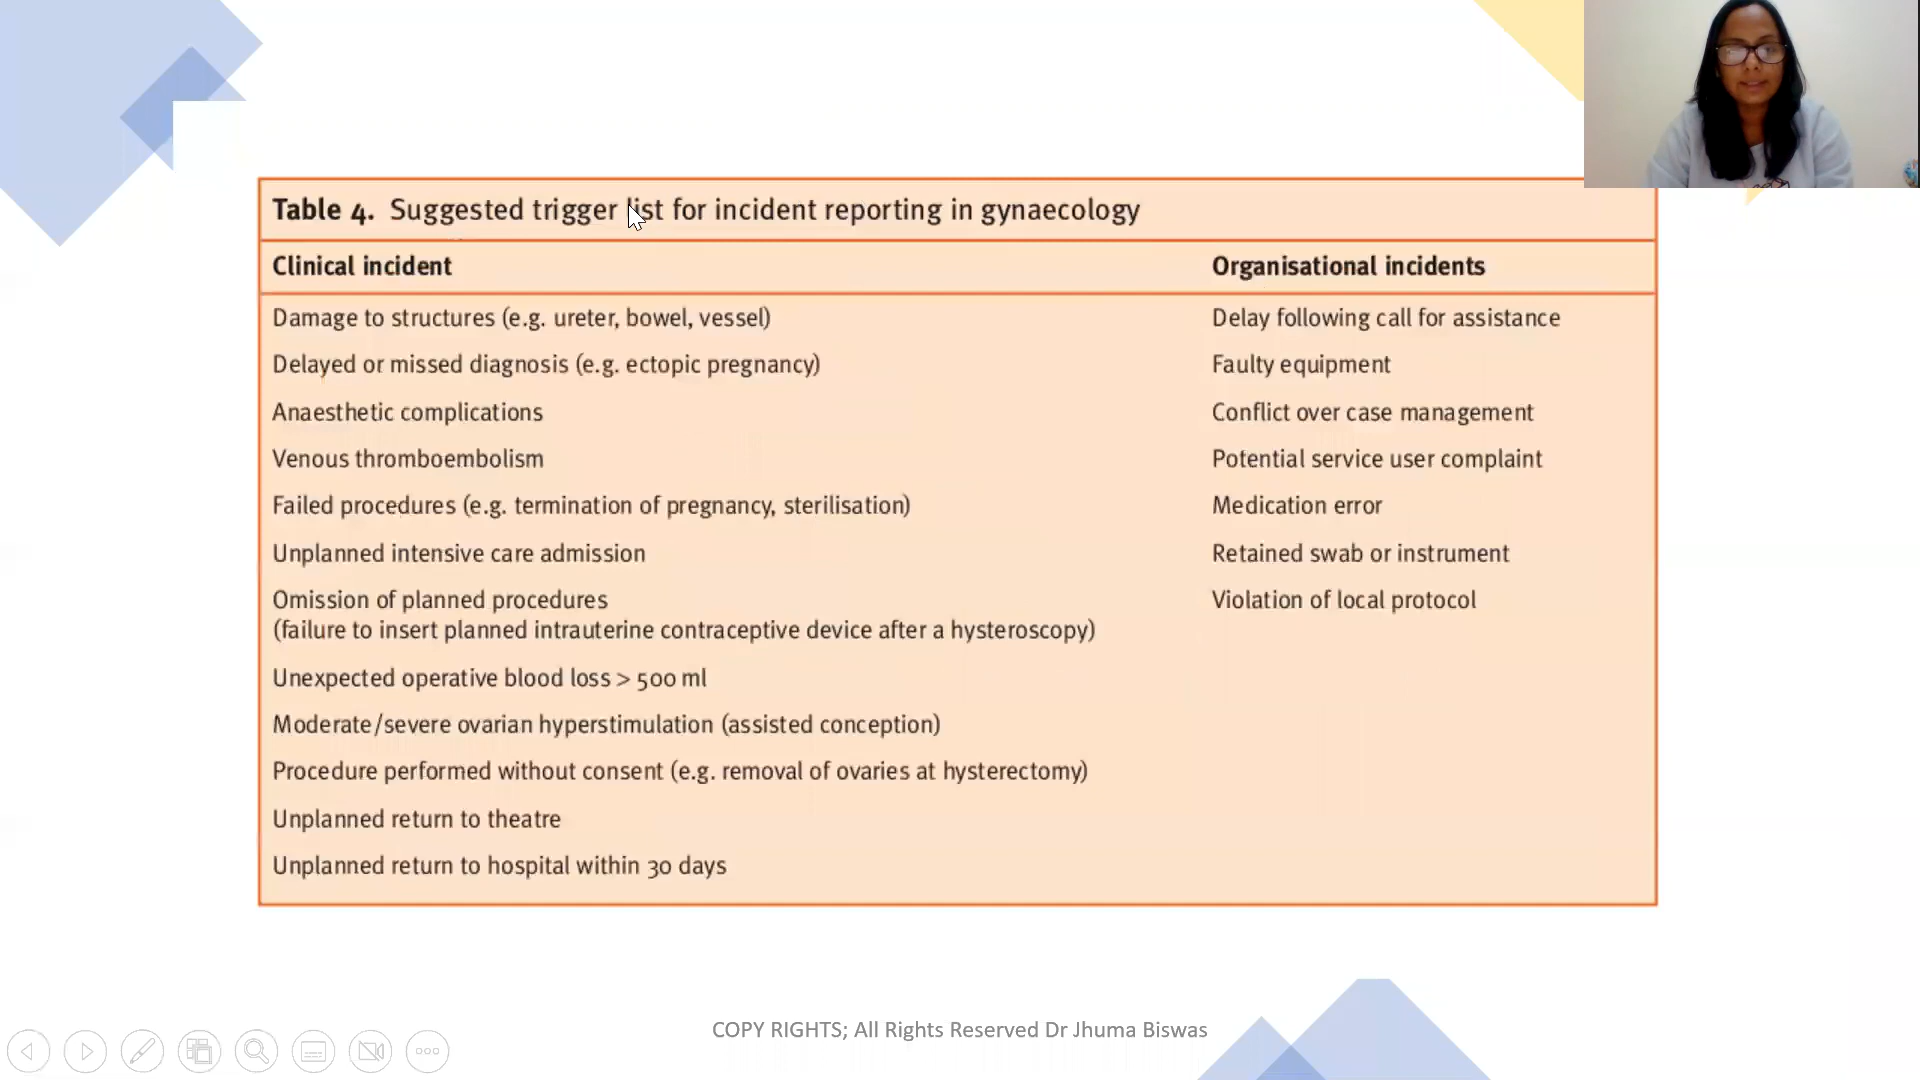 Table 4. Suggested trigger list for incident reporting in gynaecology
Clinical incident
Organisational incidents
Damage to structures (e.g. ureter, bowel, vessel)
Delay following call for assistance
Delayed or missed diagnosis (e.g. ectopic pregnancy)
Faulty equipment
Anaesthetic complications
Conflict over case management
Venous thromboembolism
Potential service user complaint
Failed procedures (e.g. termination of pregnancy, sterilisation)
Medication error
Unplanned intensive care admission
Retained swab or instrument
Omission of planned procedures
Violation of local protocol
(failure to insert planned intrauterine contraceptive device after a hysteroscopy)
Unexpected operative blood loss > 500 ml
Moderate/severe ovarian hyperstimulation (assisted conception)
Procedure performed without consent (e.g. removal of ovaries at hysterectomy)
Unplanned return to theatre
Unplanned return to hospital within 30 days
COPY RIGHTS; All Rights Reserved Dr Jhuma Biswas